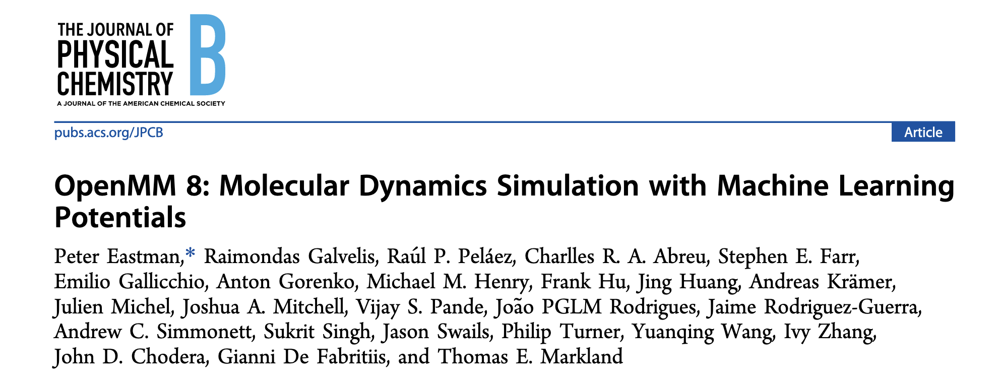 THE JOURNAL OF
PHYSICAL
CHEMISTRY
B
A JOURNAL OF THE AMERICAN CHEMICAL SOCIETY
pubs.acs.org/JPCB
Article
OpenMM 8: Molecular Dynamics Simulation with Machine Learning
Potentials
Peter Eastman,* Raimondas Galvelis, Raúl P. Peláez, Charlles R. A. Abreu, Stephen E. Farr,
Emilio Gallicchio, Anton Gorenko, Michael M. Henry, Frank Hu, Jing Huang, Andreas Krämer,
Julien Michel, Joshua A. Mitchell, Vijay S. Pande, João PGLM Rodrigues, Jaime Rodriguez-Guerra,
Andrew C. Simmonett, Sukrit Singh, Jason Swails, Philip Turner, Yuanqing Wang, Ivy Zhang,
John D. Chodera, Gianni De Fabritiis, and Thomas E. Markland